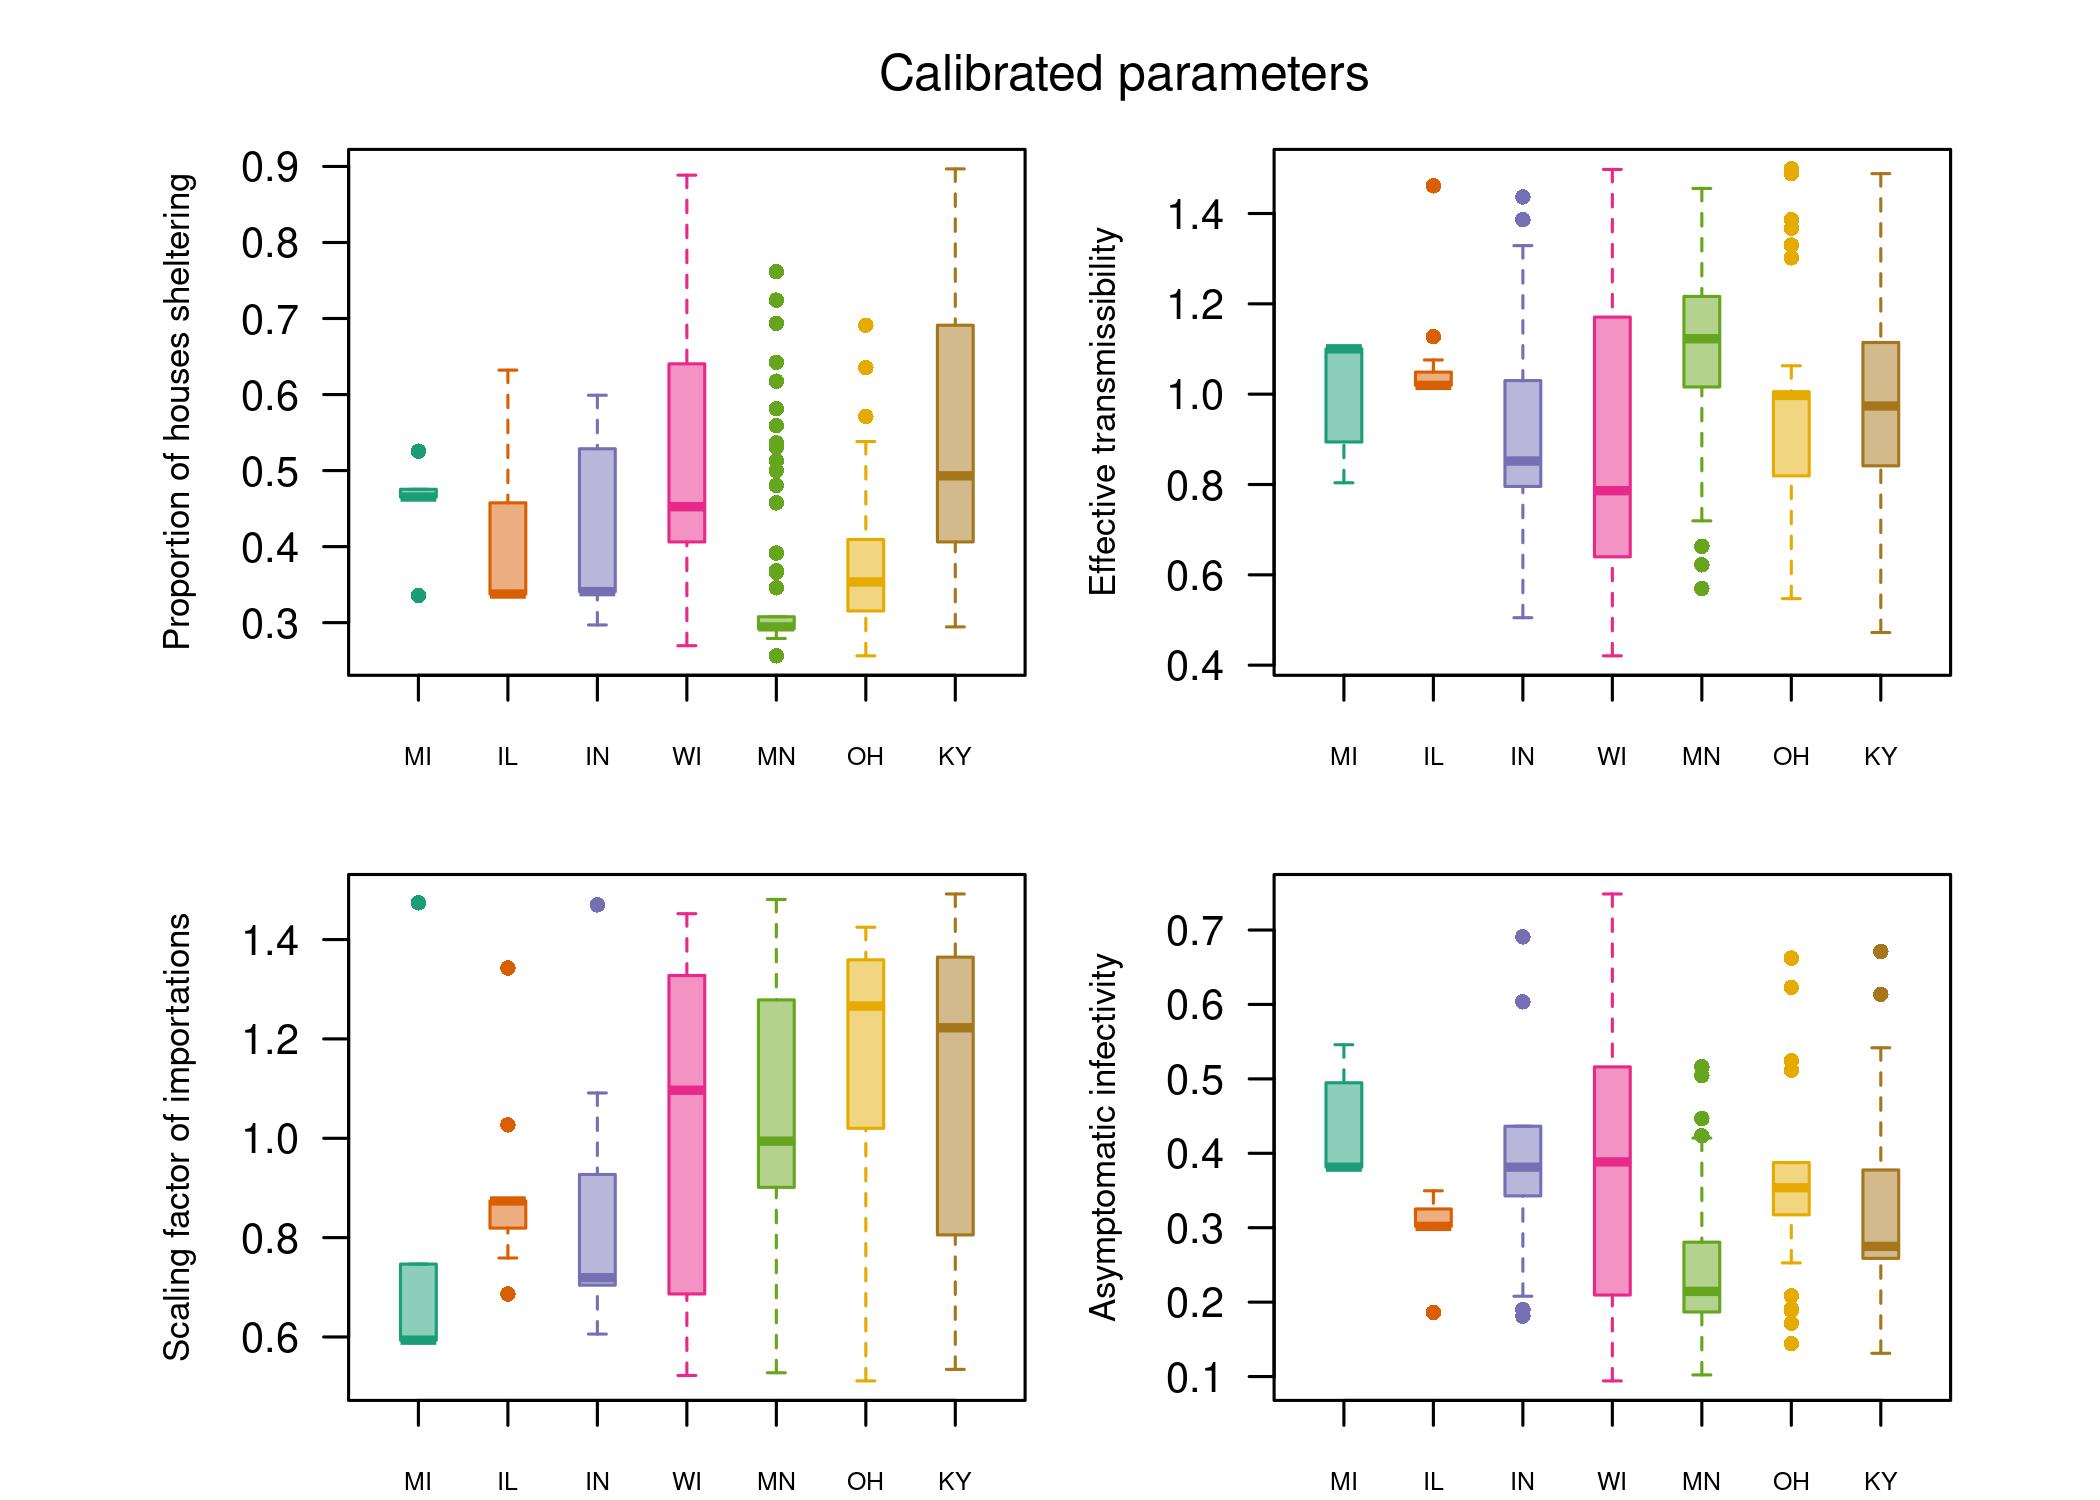 Calibrated parameters
Proportion of houses sheltering
0.9
0.8
0.7
0.6
0.5
0.4
0.3
MI IL IN WI MN OH KY
Effective transmissibility
1.4
1.2
1.0
0.8
0.6
0.4
MI IL IN WI MN OH KY
Scaling factor of importations
1.4
1.2
1.0
0.8
0.6
MI IL IN WI MN OH KY
Asymptomatic infectivity
0.7
0.6
0.5
0.4
0.3
0.2
0.1
MI IL IN WI MN OH KY